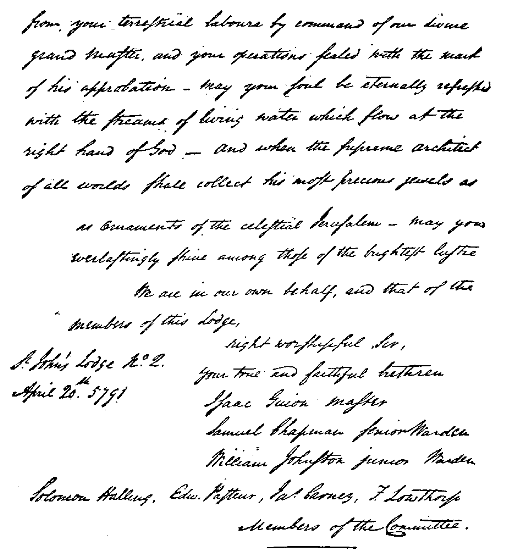 from, your terreſtrial labours by command of our divine
grand Maſter, and your operations ſealed with the mark
of his approbation – may your ſoul be eternally refreſhed
with the ſtreams of living water which flow at the
right hand of God – and when the ſupreme architect
of all worlds ſhall collect his moſt precious jewels as
as ornaments of the celeſtial Jeruſalem – may you
everlaſtingly ſhine among thoſe of the brighteſt luſtre
We are in our own behalf, and that of the
members of this Lodge,
right worſhipful Sir,
St. John's Lodge No. 2.
your true and faithful brethren
April 20th. 5791
Iſaac Guion maſter
Samuel Chapman ſenior Warden
William Johnſton junior Warden
Solomon Halling, Edw. Paſteur, Jas. Carney, F. Lowthorp
Members of the Committee.